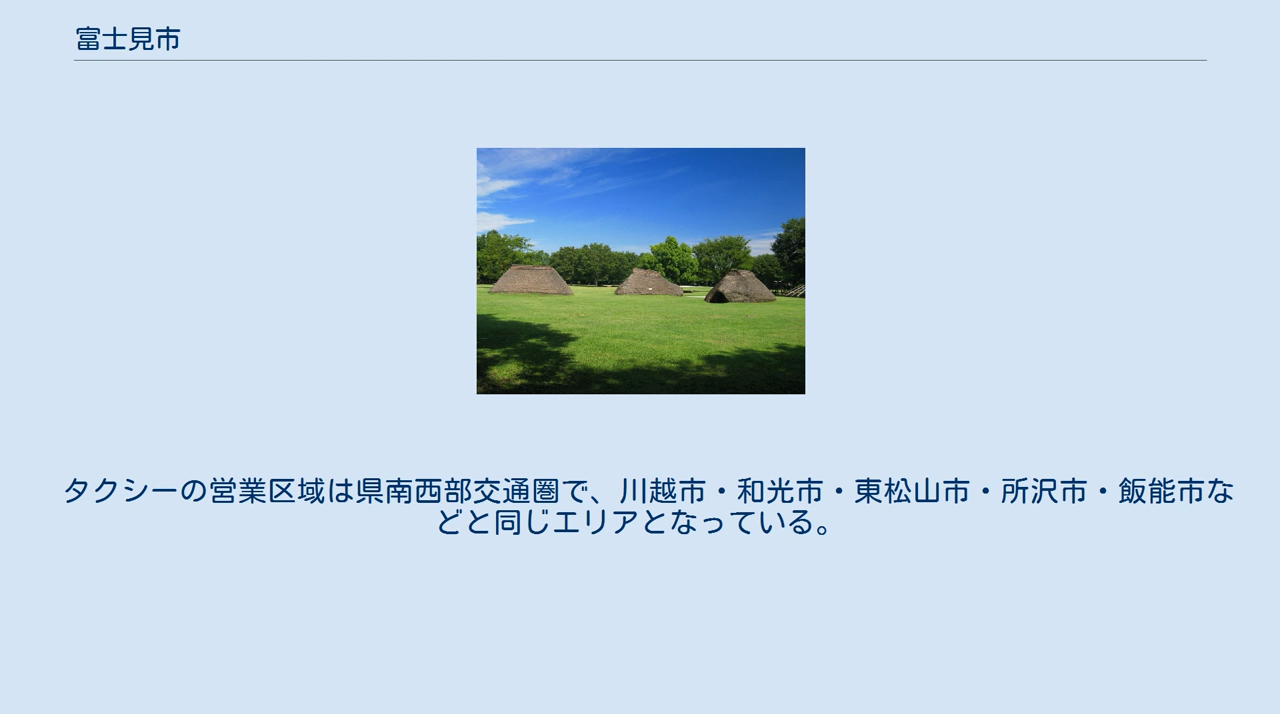 富士見市
タクシーの営業区域は県南西部交通圏で、川越市・和光市・東松山市・所沢市・飯能市な
どと同じエリアとなっている。